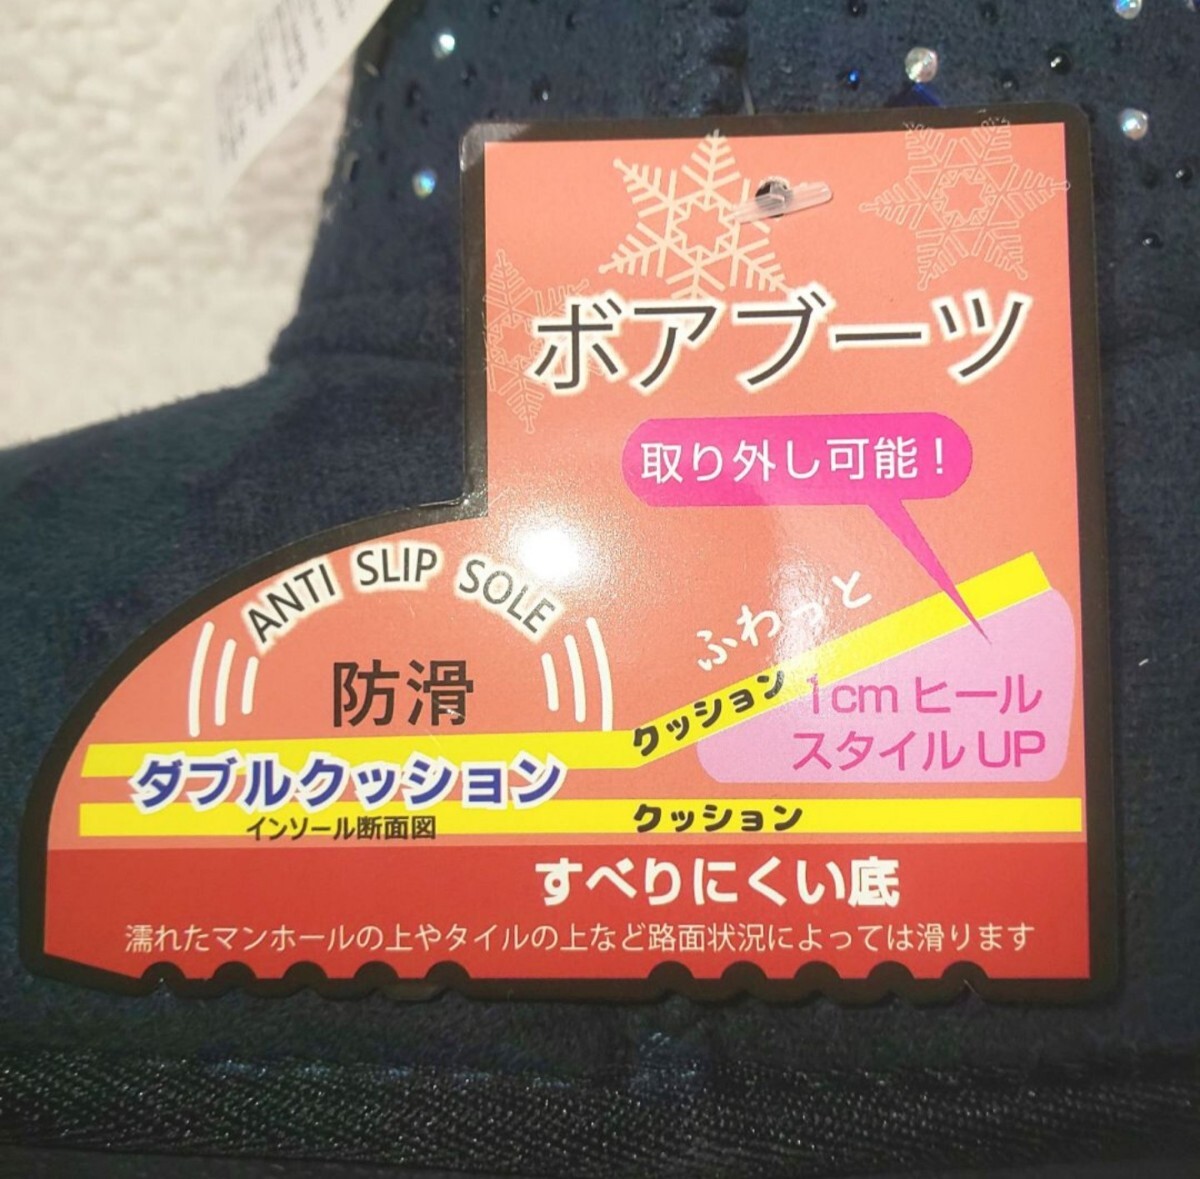 ボアブーツ
取り外し可能！
ANTI SLIP SOLE
防滑
ふわっと
クッション
1cm ヒール
スタイル UP
ダブルクッション
インソール断面図
クッション
すべりにくい底
濡れたマンホールの上やタイルの上など路面状況によっては滑ります